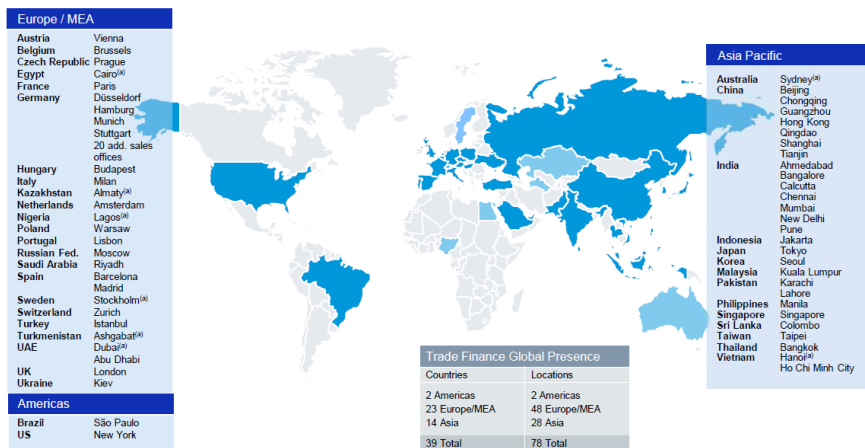 Europe / MEA
Austria Vienna
Belgium Brussels
Czech Republic Prague
Egypt Cairo(a)
France Paris
Germany Düsseldorf
Hamburg
Munich
Stuttgart
20 add. sales
offices
Hungary Budapest
Italy Milan
Kazakhstan Almaty(a)
Netherlands Amsterdam
Nigeria Lagos(a)
Poland Warsaw
Portugal Lisbon
Russian Fed. Moscow
Saudi Arabia Riyadh
Spain Barcelona
Madrid
Sweden Stockholm(a)
Switzerland Zurich
Turkey Istanbul
Turkmenistan Ashgabat(a)
UAE Dubai(a)
Abu Dhabi
UK London
Ukraine Kiev
Americas
Brazil São Paulo
US New York
Trade Finance Global Presence
Countries Locations
2 Americas 2 Americas
23 Europe/MEA 48 Europe/MEA
14 Asia 28 Asia
39 Total 78 Total
Asia Pacific
Australia Sydney(a)
China Beijing
Chongqing
Guangzhou
Hong Kong
Qingdao
Shanghai
Tianjin
India Ahmedabad
Bangalore
Calcutta
Chennai
Mumbai
New Delhi
Pune
Indonesia Jakarta
Japan Tokyo
Korea Seoul
Malaysia Kuala Lumpur
Pakistan Karachi
Lahore
Philippines Manila
Singapore Singapore
Sri Lanka Colombo
Taiwan Taipei
Thailand Bangkok
Vietnam Hanoi(a)
Ho Chi Minh City